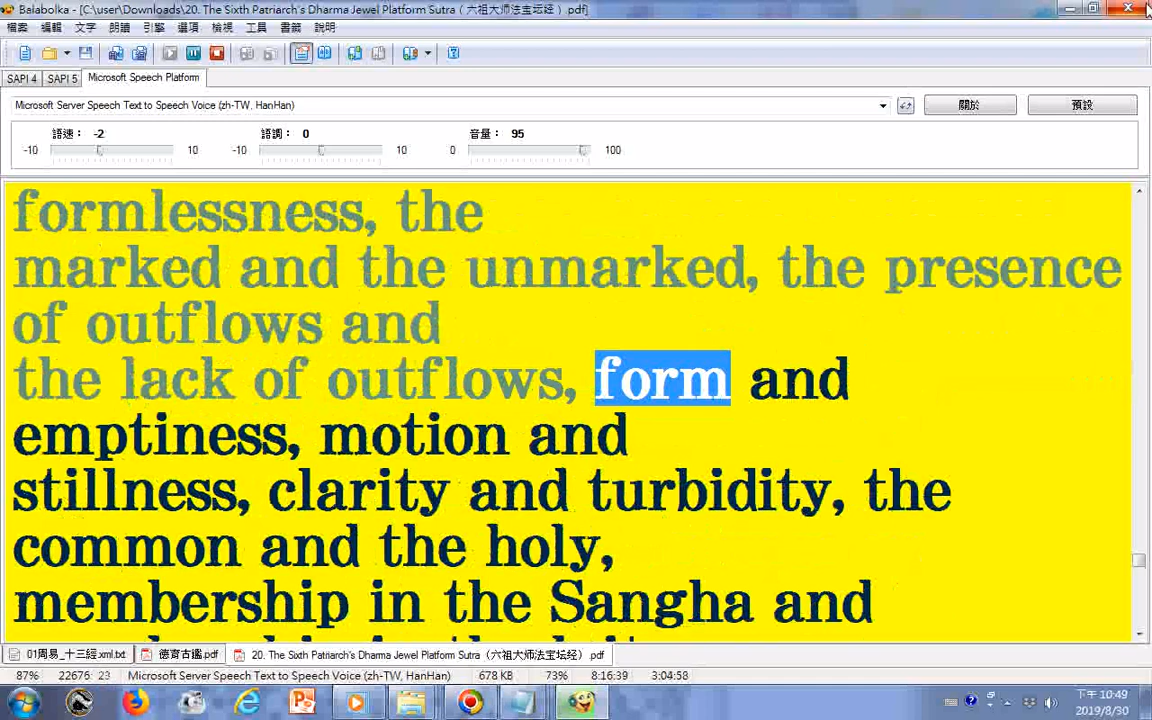 Balabolka - [C:\user\Downloads\20. The Sixth Patriarch's Dharma Jewel Platform Sutra（六祖大师法宝坛经）.pdf]
檔案 編輯 文字 朗讀 引擎 選項 檢視 工具 書籤 說明
SAPI 4 SAPI 5 Microsoft Speech Platform
Microsoft Server Speech Text to Speech Voice (zh-TW, HanHan) 關於 預設
語速： -2 語調： 0 音量： 95
-10 10 -10 10 0 100
formlessness, the
marked and the unmarked, the presence
of outflows and
the lack of outflows, form and
emptiness, motion and
stillness, clarity and turbidity, the
common and the holy,
membership in the Sangha and
01周易_十三經.xml.txt 德育古鑑.pdf 20. The Sixth Patriarch's Dharma Jewel Platform Sutra（六祖大师法宝坛经）.pdf
87% 22675: 23 Microsoft Server Speech Text to Speech Voice (zh-TW, HanHan) 678 KB 73% 8:16:39 3:04:58
下午 10:49
2019/8/30